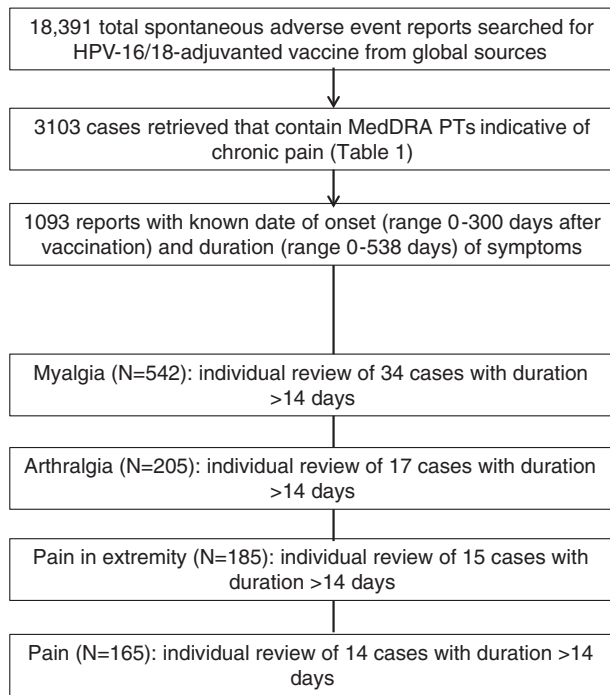 18,391 total spontaneous adverse event reports searched for
HPV-16/18-adjuvanted vaccine from global sources
3103 cases retrieved that contain MedDRA PTs indicative of
chronic pain (Table 1)
1093 reports with known date of onset (range 0-300 days after
vaccination) and duration (range 0-538 days) of symptoms
Myalgia (N=542): individual review of 34 cases with duration
>14 days
Arthralgia (N=205): individual review of 17 cases with duration
>14 days
Pain in extremity (N=185): individual review of 15 cases with
duration >14 days
Pain (N=165): individual review of 14 cases with duration >14
days